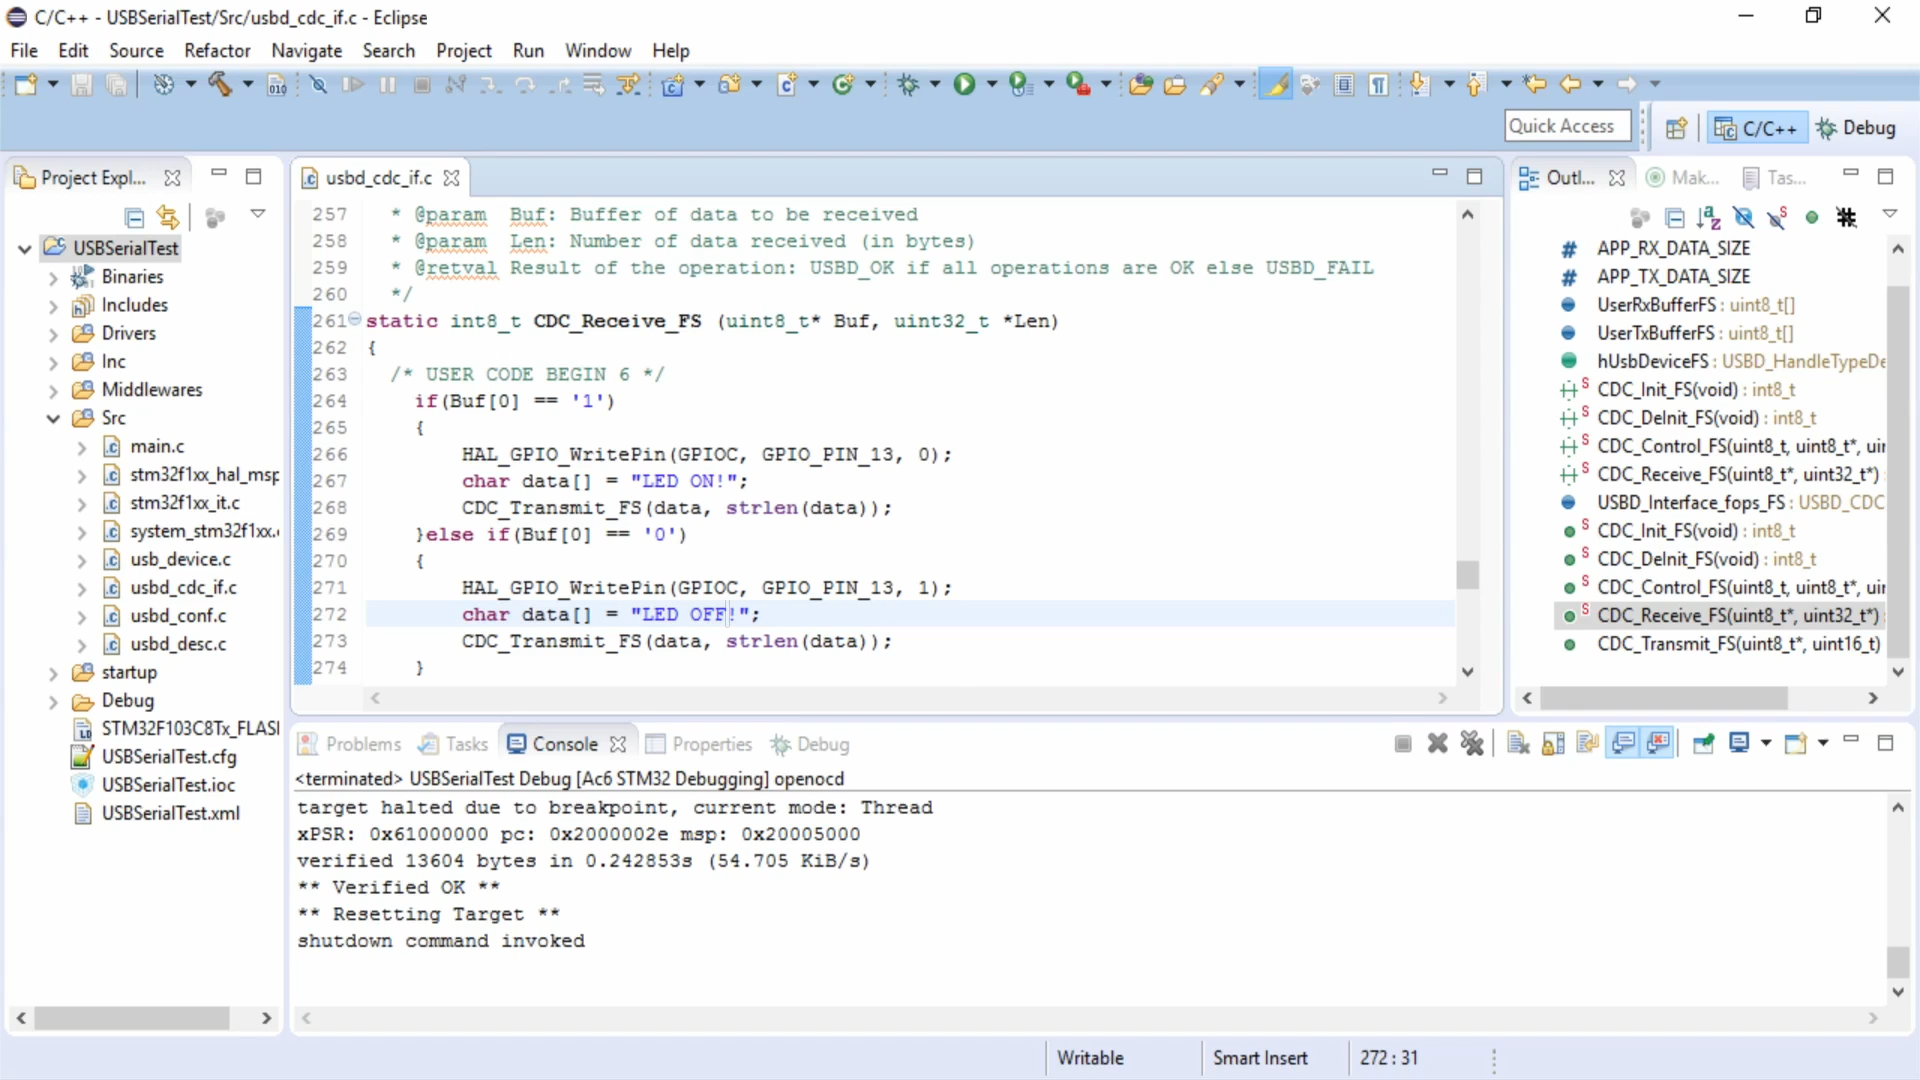 C/C++ - USBSerialTest/Src/usbd_cdc_if.c - Eclipse
File Edit Source Refactor Navigate Search Project Run Window Help
Quick Access
C/C++
Debug
Project Expl...
USBSerialTest
Binaries
Includes
Drivers
Inc
Middlewares
Src
main.c
stm32f1xx_hal_msp
stm32f1xx_it.c
system_stm32f1xx.
usb_device.c
usbd_cdc_if.c
usbd_conf.c
usbd_desc.c
startup
Debug
STM32F103C8Tx_FLASH
USBSerialTest.cfg
USBSerialTest.ioc
USBSerialTest.xml
usbd_cdc_if.c
257 * @param Buf: Buffer of data to be received
258 * @param Len: Number of data received (in bytes)
259 * @retval Result of the operation: USBD_OK if all operations are OK else USBD_FAIL
260 */
261 static int8_t CDC_Receive_FS (uint8_t* Buf, uint32_t *Len)
262 {
263 /* USER CODE BEGIN 6 */
264 if(Buf[0] == '1')
265 {
266 HAL_GPIO_WritePin(GPIOC, GPIO_PIN_13, 0);
267 char data[] = "LED ON!";
268 CDC_Transmit_FS(data, strlen(data));
269 }else if(Buf[0] == '0')
270 {
271 HAL_GPIO_WritePin(GPIOC, GPIO_PIN_13, 1);
272 char data[] = "LED OFF!";
273 CDC_Transmit_FS(data, strlen(data));
274 }
Outl... Mak... Tas...
APP_RX_DATA_SIZE
APP_TX_DATA_SIZE
UserRxBufferFS : uint8_t[]
UserTxBufferFS : uint8_t[]
hUsbDeviceFS : USBD_HandleTypeDe
CDC_Init_FS(void) : int8_t
CDC_DeInit_FS(void) : int8_t
CDC_Control_FS(uint8_t, uint8_t*, uir
CDC_Receive_FS(uint8_t*, uint32_t*)
USBD_Interface_fops_FS : USBD_CDC
CDC_Init_FS(void) : int8_t
CDC_DeInit_FS(void) : int8_t
CDC_Control_FS(uint8_t, uint8_t*, uir
CDC_Receive_FS(uint8_t*, uint32_t*)
CDC_Transmit_FS(uint8_t*, uint16_t)
Problems Tasks Console Properties Debug
<terminated> USBSerialTest Debug [Ac6 STM32 Debugging] openocd
target halted due to breakpoint, current mode: Thread
xPSR: 0x61000000 pc: 0x2000002e msp: 0x20005000
verified 13604 bytes in 0.242853s (54.705 KiB/s)
** Verified OK **
** Resetting Target **
shutdown command invoked
Writable
Smart Insert
272 : 31